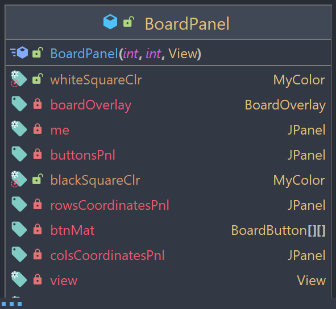 BoardPanel
BoardPanel(int, int, View)
whiteSquareClr MyColor
boardOverlay BoardOverlay
me JPanel
buttonsPnl JPanel
blackSquareClr MyColor
rowsCoordinatesPnl JPanel
btnMat BoardButton[][]
colsCoordinatesPnl JPanel
view View